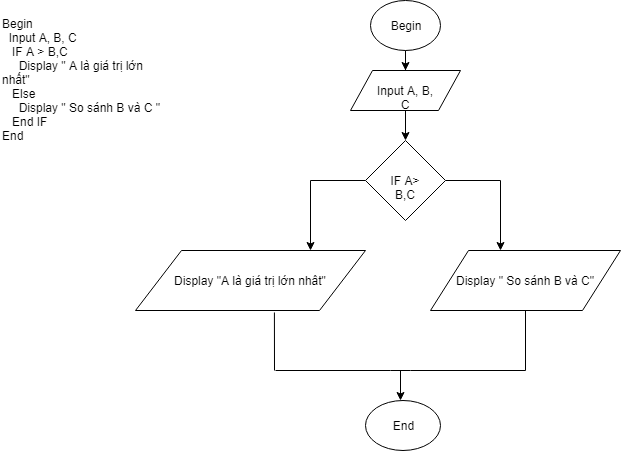 Begin
Input A, B, C
IF A > B,C
Display " A là giá trị lớn
nhất"
Else
Display " So sánh B và C "
End IF
End
Begin
Input A, B,
C
IF A>
B,C
Display "A là giá trị lớn nhât"
Display " So sánh B và C"
End